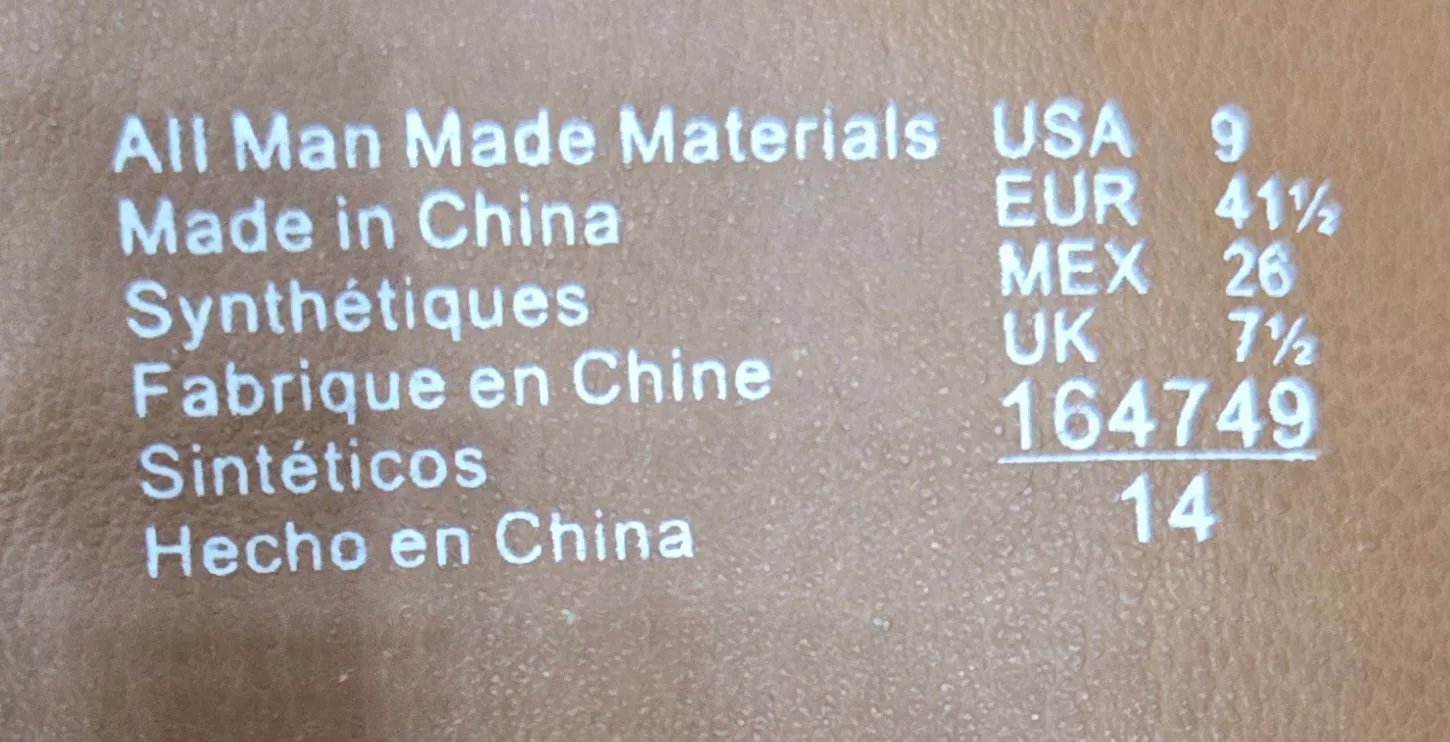 All Man Made Materials
Made in China
Synthétiques
Fabrique en Chine
Sintéticos
Hecho en China
USA 9
EUR 41½
MEX 26
UK 7½
164749
14